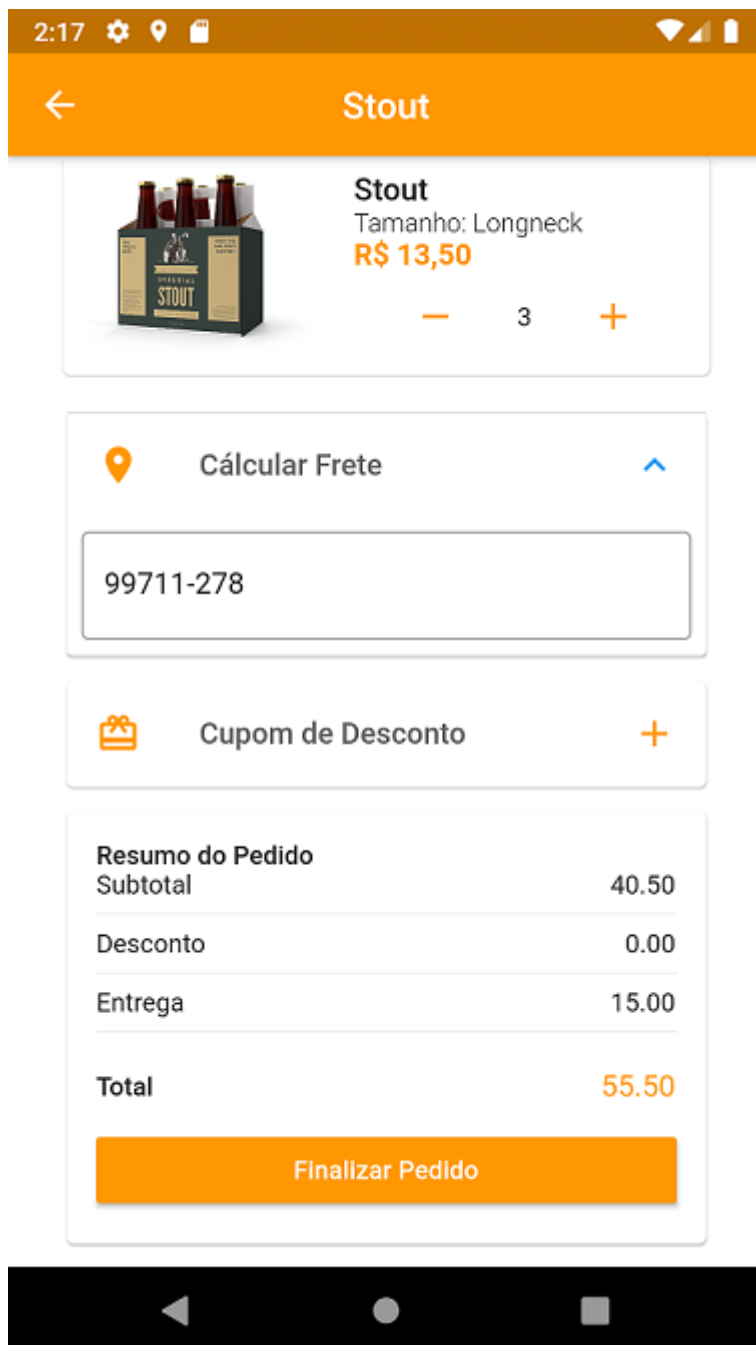 2:17
Stout
Stout
Tamanho: Longneck
R$ 13,50
3
STOUT
Cálcular Frete
99711-278
Cupom de Desconto
Resumo do Pedido
Subtotal 40.50
Desconto 0.00
Entrega 15.00
Total 55.50
Finalizar Pedido